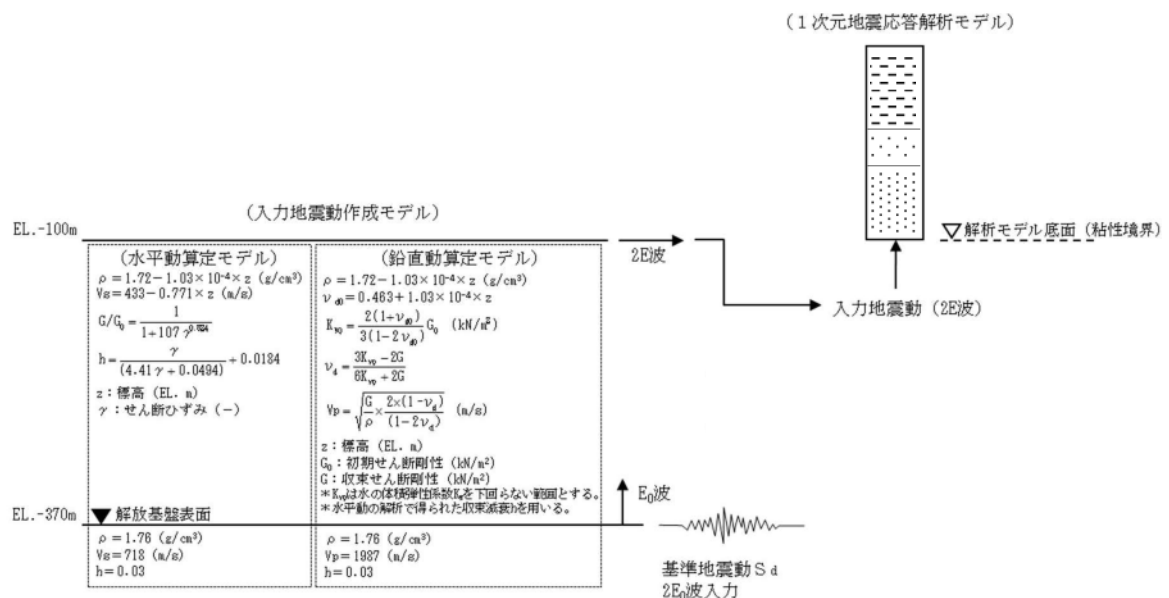 (1次元地震応答解析モデル)
(入力地震動作成モデル)
EL.-100m
2E波
▽解析モデル底面(粘性境界)
入力地震動(2E波)
(水平動算定モデル)
ρ=1.72-1.03×10⁻⁴×z (g/cm³)
Vs=433-0.771×z (m/s)
G/G₀=1/(1+107γ^0.824)
h=γ/(4.41γ+0.0494)+0.0184
z:標高(EL. m)
γ:せん断ひずみ(-)
(鉛直動算定モデル)
ρ=1.72-1.03×10⁻⁴×z (g/cm³)
ν_d0=0.463+1.03×10⁻⁴×z
K_v0=2(1+ν_d0)/3(1-2ν_d0) G₀ (kN/m²)
ν_d=(3K_v0-2G)/(6K_v0+2G)
Vp=√(G/ρ×2×(1-ν_d)/(1-2ν_d)) (m/s)
z:標高(EL. m)
G₀:初期せん断剛性(kN/m²)
G:収束せん断剛性(kN/m²)
*K_v0は水の体積弾性係数を下回らない範囲とする。
*水平動の解析で得られた収束減衰hを用いる。
E₀波
EL.-370m
▼解放基盤表面
ρ=1.76 (g/cm³)
Vs=718 (m/s)
h=0.03
ρ=1.76 (g/cm³)
Vp=1987 (m/s)
h=0.03
基準地震動Sd
2E₀波入力